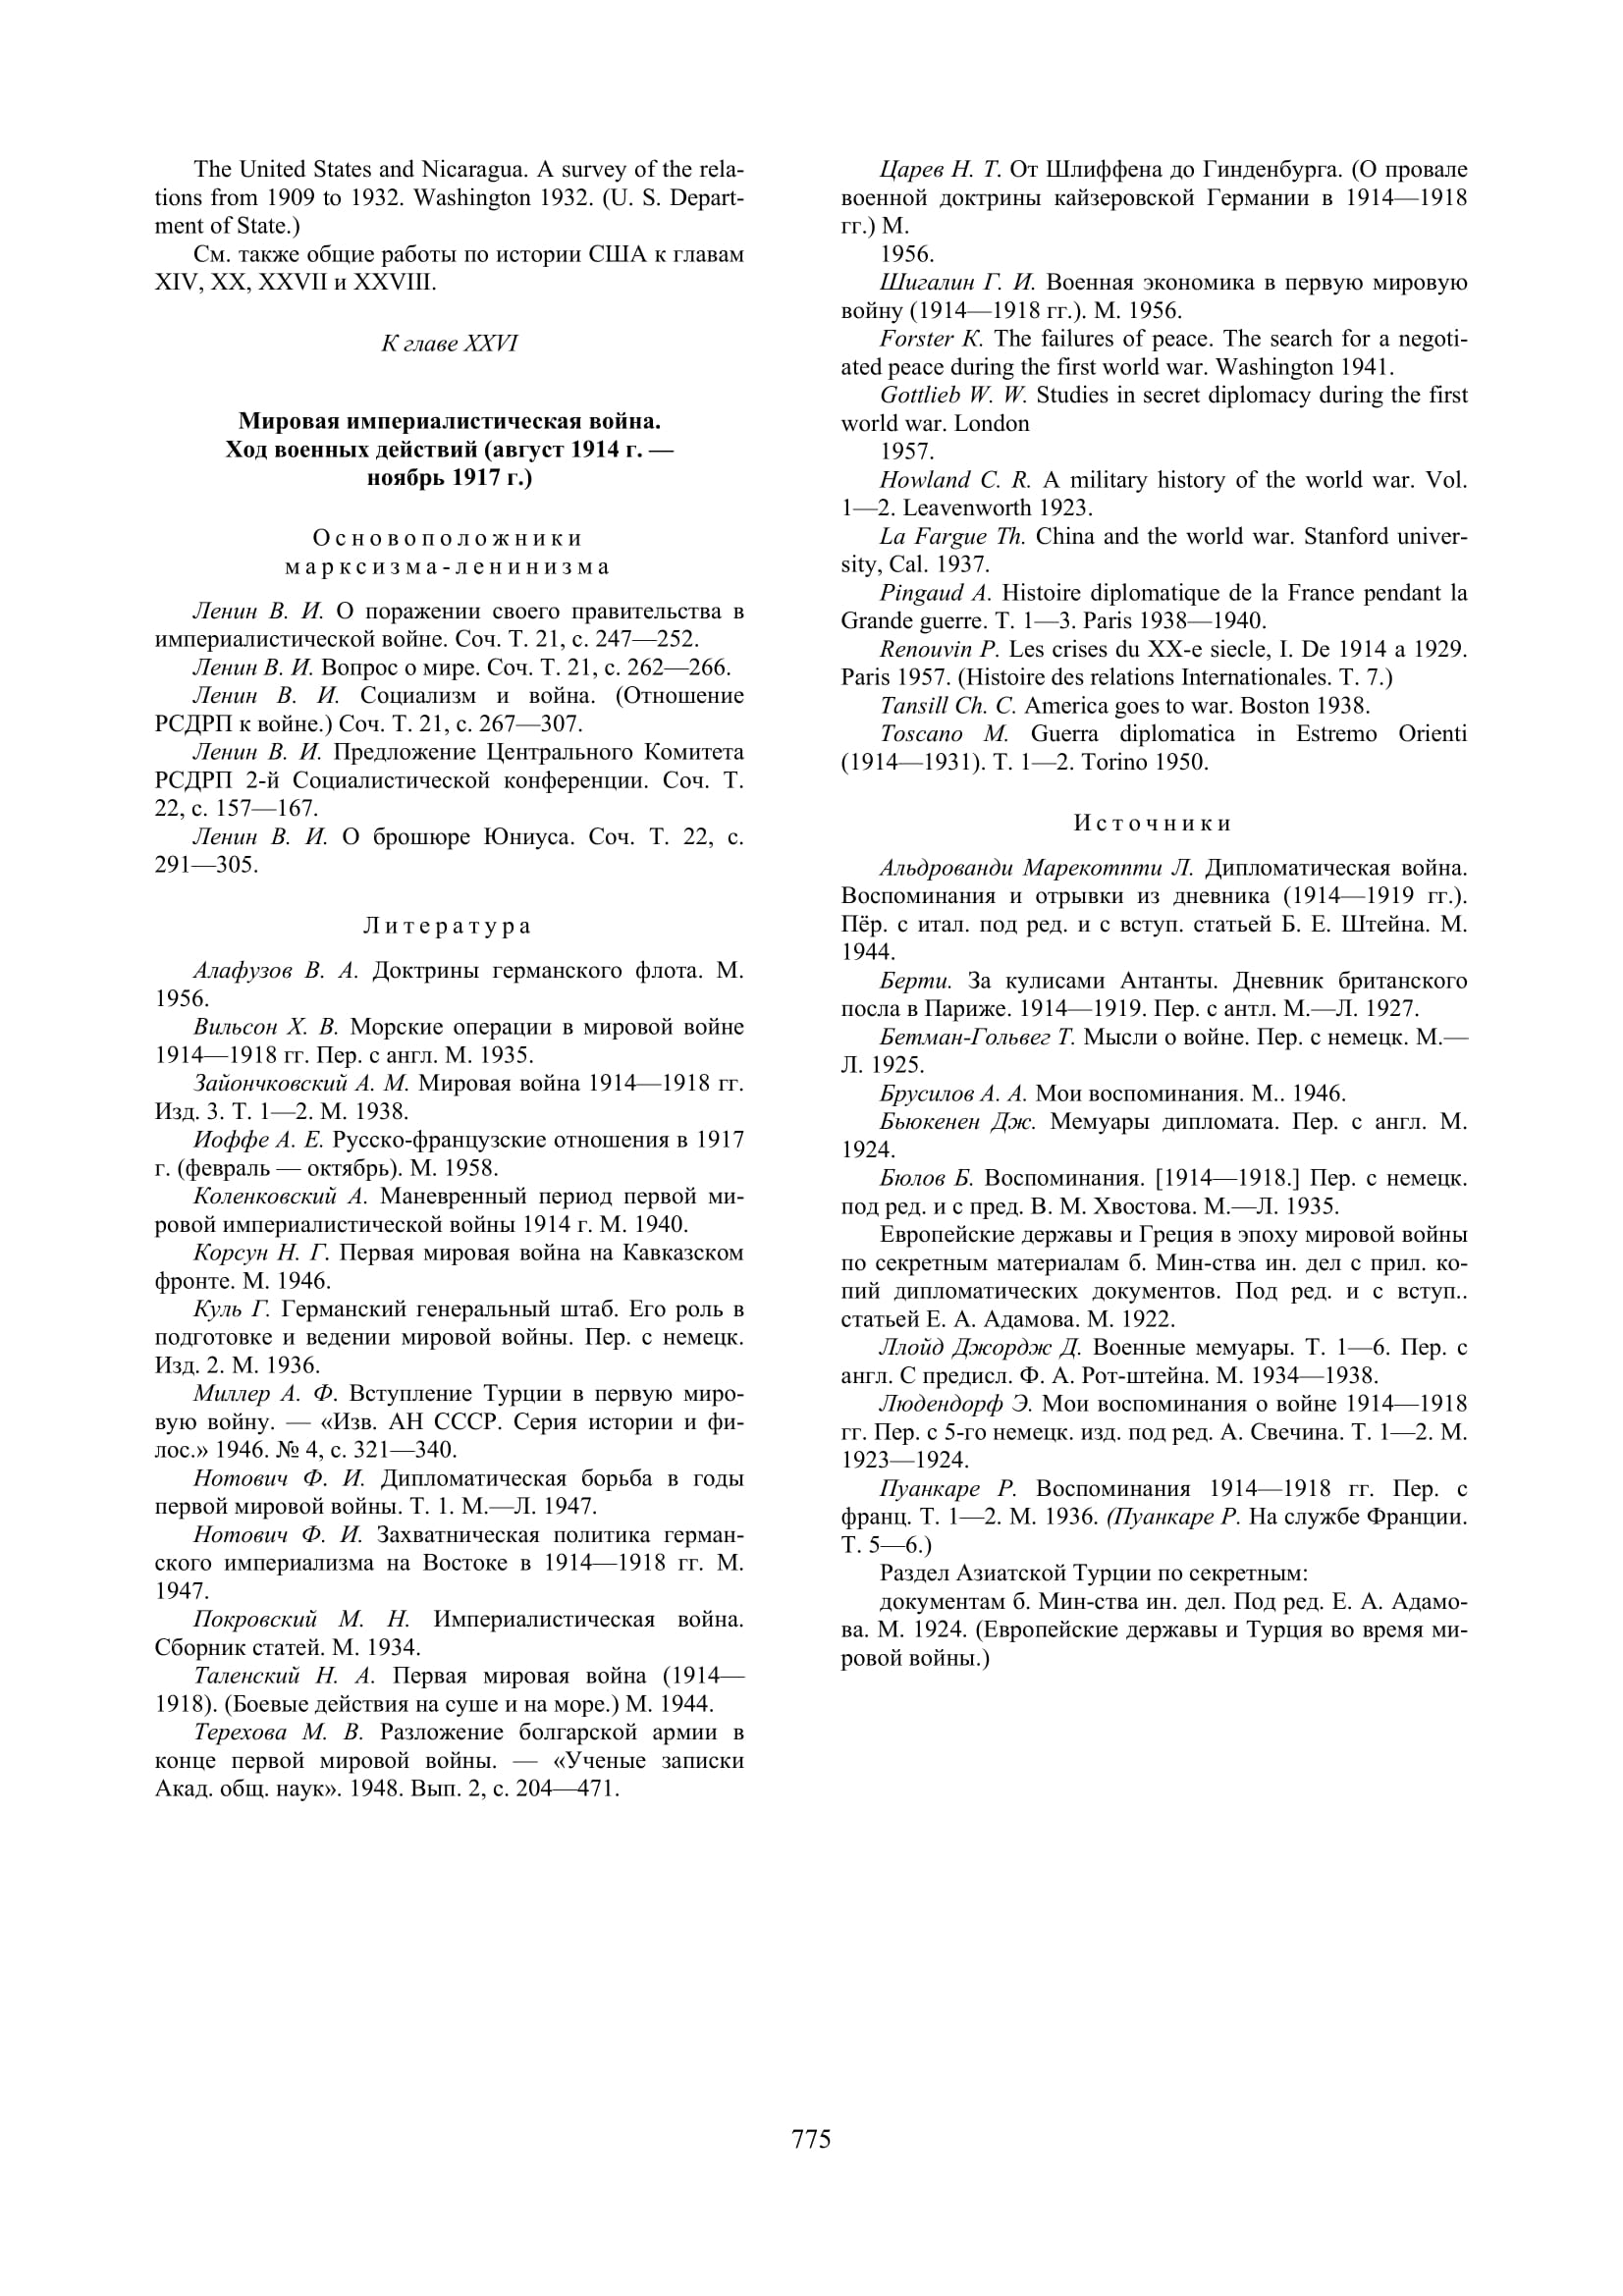 The United States and Nicaragua. A survey of the rela-
tions from 1909 to 1932. Washington 1932. (U. S. Depart-
ment of State.)
См. также общие работы по истории США к главам
XIV, XX, XXVII и XXVIII.
К главе XXVI
Мировая империалистическая война.
Ход военных действий (август 1914 г. —
ноябрь 1917 г.)
Основоположники
марксизма-ленинизма
Ленин В. И. О поражении своего правительства в
империалистической войне. Соч. Т. 21, с. 247—252.
Ленин В. И. Вопрос о мире. Соч. Т. 21, с. 262—266.
Ленин В. И. Социализм и война. (Отношение
РСДРП к войне.) Соч. Т. 21, с. 267—307.
Ленин В. И. Предложение Центрального Комитета
РСДРП 2-й Социалистической конференции. Соч. Т.
22, с. 157—167.
Ленин В. И. О брошюре Юниуса. Соч. Т. 22, с.
291—305.
Литература
Алафузов В. А. Доктрины германского флота. М.
1956.
Вильсон Х. В. Морские операции в мировой войне
1914—1918 гг. Пер. с англ. М. 1935.
Зайончковский А. М. Мировая война 1914—1918 гг.
Изд. 3. Т. 1—2. М. 1938.
Иоффе А. Е. Русско-французские отношения в 1917
г. (февраль — октябрь). М. 1958.
Коленковский А. Маневренный период первой ми-
ровой империалистической войны 1914 г. М. 1940.
Корсун Н. Г. Первая мировая война на Кавказском
фронте. М. 1946.
Куль Г. Германский генеральный штаб. Его роль в
подготовке и ведении мировой войны. Пер. с немецк.
Изд. 2. М. 1936.
Миллер А. Ф. Вступление Турции в первую миро-
вую войну. — «Изв. АН СССР. Серия истории и фи-
лос.» 1946. № 4, с. 321—340.
Нотович Ф. И. Дипломатическая борьба в годы
первой мировой войны. Т. 1. М.—Л. 1947.
Нотович Ф. И. Захватническая политика герман-
ского империализма на Востоке в 1914—1918 гг. М.
1947.
Покровский М. Н. Империалистическая война.
Сборник статей. М. 1934.
Таленский Н. А. Первая мировая война (1914—
1918). (Боевые действия на суше и на море.) М. 1944.
Терехова М. В. Разложение болгарской армии в
конце первой мировой войны. — «Ученые записки
Акад. общ. наук». 1948. Вып. 2, с. 204—471.
Царев Н. Т. От Шлиффена до Гинденбурга. (О провале
военной доктрины кайзеровской Германии в 1914—1918
гг.) М.
1956.
Шигалин Г. И. Военная экономика в первую мировую
войну (1914—1918 гг.). М. 1956.
Forster K. The failures of peace. The search for a negoti-
ated peace during the first world war. Washington 1941.
Gottlieb W. W. Studies in secret diplomacy during the first
world war. London
1957.
Howland C. R. A military history of the world war. Vol.
1—2. Leavenworth 1923.
La Fargue Th. China and the world war. Stanford univer-
sity, Cal. 1937.
Pingaud A. Histoire diplomatique de la France pendant la
Grande guerre. T. 1—3. Paris 1938—1940.
Renouvin P. Les crises du XX-e siecle, I. De 1914 a 1929.
Paris 1957. (Histoire des relations Internationales. T. 7.)
Tansill Ch. C. America goes to war. Boston 1938.
Toscano M. Guerra diplomatica in Estremo Orienti
(1914—1931). T. 1—2. Torino 1950.
Источники
Альдрованди Марекотпти Л. Дипломатическая война.
Воспоминания и отрывки из дневника (1914—1919 гг.).
Пёр. с итал. под ред. и с вступ. статьей Б. Е. Штейна. М.
1944.
Берти. За кулисами Антанты. Дневник британского
посла в Париже. 1914—1919. Пер. с антл. М.—Л. 1927.
Бетман-Гольвег Т. Мысли о войне. Пер. с немецк. М.—
Л. 1925.
Брусилов А. А. Мои воспоминания. М.. 1946.
Бьюкенен Дж. Мемуары дипломата. Пер. с англ. М.
1924.
Бюлов Б. Воспоминания. [1914—1918.] Пер. с немецк.
под ред. и с пред. В. М. Хвостова. М.—Л. 1935.
Европейские державы и Греция в эпоху мировой войны
по секретным материалам б. Мин-ства ин. дел с прил. ко-
пий дипломатических документов. Под ред. и с вступ..
статьей Е. А. Адамова. М. 1922.
Ллойд Джордж Д. Военные мемуары. Т. 1—6. Пер. с
англ. С предисл. Ф. А. Рот-штейна. М. 1934—1938.
Людендорф Э. Мои воспоминания о войне 1914—1918
гг. Пер. с 5-го немецк. изд. под ред. А. Свечина. Т. 1—2. М.
1923—1924.
Пуанкаре Р. Воспоминания 1914—1918 гг. Пер. с
франц. Т. 1—2. М. 1936. (Пуанкаре Р. На службе Франции.
Т. 5—6.)
Раздел Азиатской Турции по секретным:
документам б. Мин-ства ин. дел. Под ред. Е. А. Адамо-
ва. М. 1924. (Европейские державы и Турция во время ми-
ровой войны.)
775